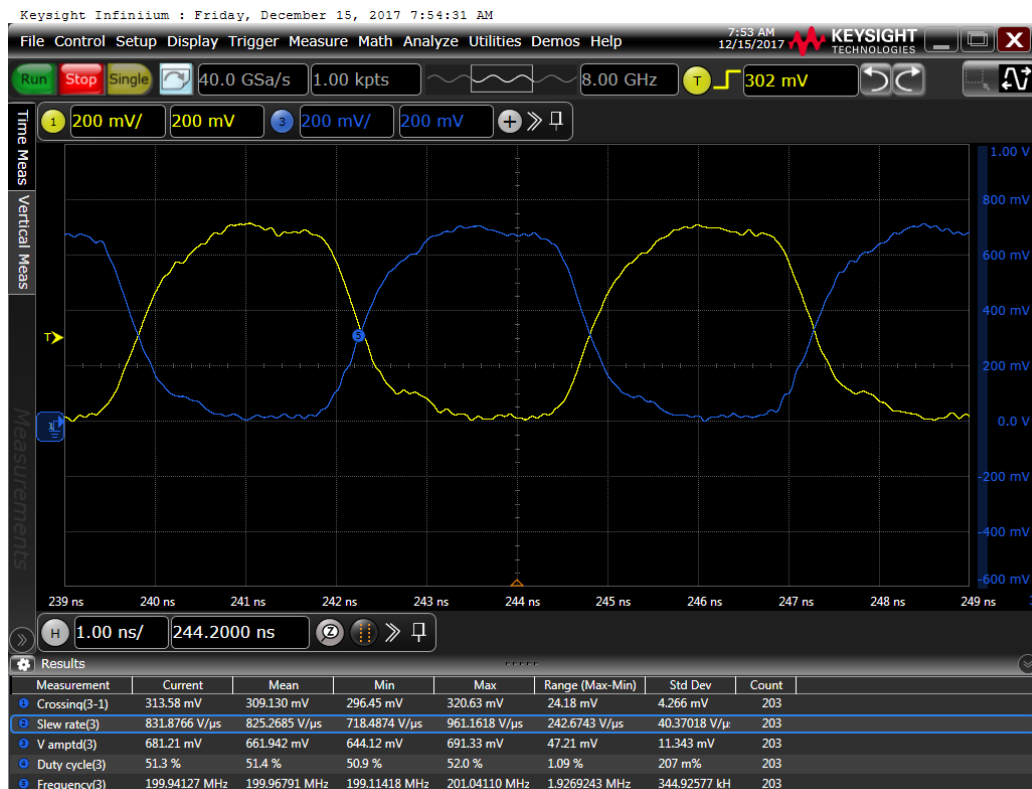 Keysight Infiniium : Friday, December 15, 2017 7:54:31 AM
File Control Setup Display Trigger Measure Math Analyze Utilities Demos Help
7:53 AM
12/15/2017
KEYSIGHT
TECHNOLOGIES
Run Stop Single 40.0 GSa/s 1.00 kpts 8.00 GHz T 302 mV
1 200 mV/ 200 mV 3 200 mV/ 200 mV
Time Meas
Vertical Meas
Measurements
1.00 V
800 mV
600 mV
400 mV
200 mV
0.0 V
-200 mV
-400 mV
-600 mV
T
5
239 ns 240 ns 241 ns 242 ns 243 ns 244 ns 245 ns 246 ns 247 ns 248 ns 249 ns
H 1.00 ns/ 244.2000 ns Z
Results
Measurement Current Mean Min Max Range (Max-Min) Std Dev Count
1 Crossing(3-1) 313.58 mV 309.130 mV 296.45 mV 320.63 mV 24.18 mV 4.266 mV 203
2 Slew rate(3) 831.8766 V/µs 825.2685 V/µs 718.4874 V/µs 961.1618 V/µs 242.6743 V/µs 40.37018 V/µ 203
3 V amptd(3) 681.21 mV 661.942 mV 644.12 mV 691.33 mV 47.21 mV 11.343 mV 203
4 Duty cycle(3) 51.3 % 51.4 % 50.9 % 52.0 % 1.09 % 207 m% 203
5 Frequency(3) 199.94127 MHz 199.96791 MHz 199.11418 MHz 201.04110 MHz 1.9269243 MHz 344.92577 kH 203